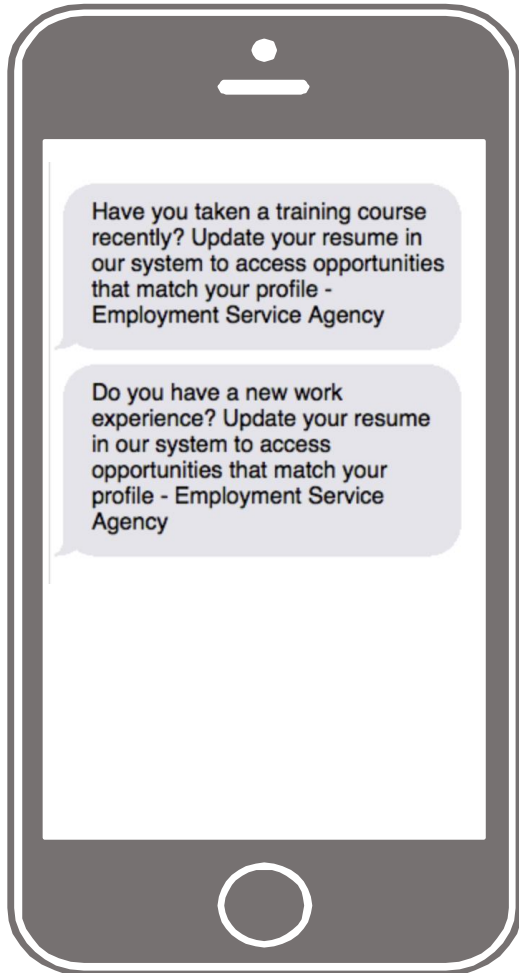 Have you taken a training course
recently? Update your resume in
our system to access opportunities
that match your profile -
Employment Service Agency
Do you have a new work
experience? Update your resume
in our system to access
opportunities that match your
profile - Employment Service
Agency